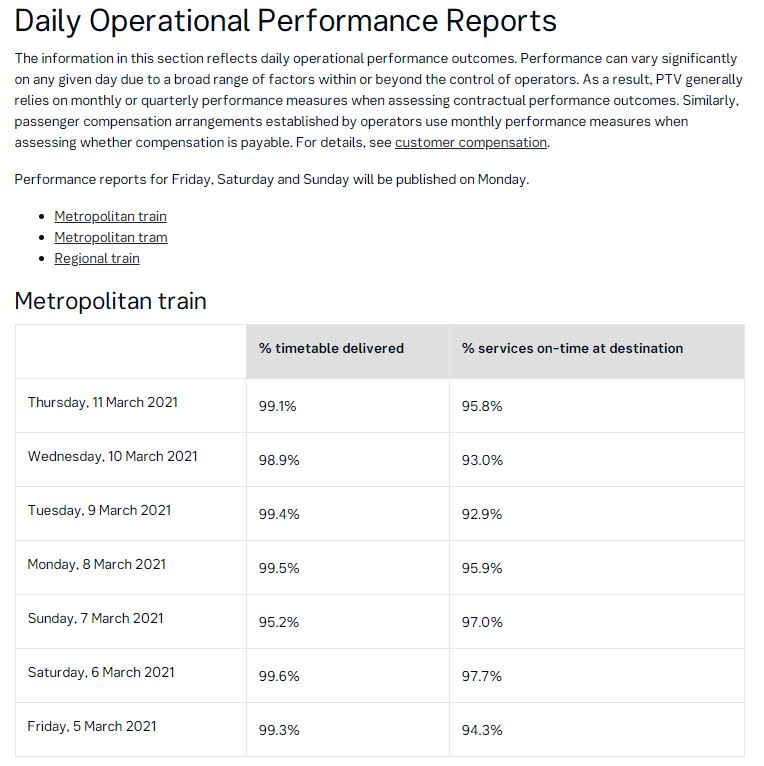 Daily Operational Performance Reports
The information in this section reflects daily operational performance outcomes. Performance can vary significantly
on any given day due to a broad range of factors within or beyond the control of operators. As a result, PTV generally
relies on monthly or quarterly performance measures when assessing contractual performance outcomes. Similarly,
passenger compensation arrangements established by operators use monthly performance measures when
assessing whether compensation is payable. For details, see customer compensation.
Performance reports for Friday, Saturday and Sunday will be published on Monday.
• Metropolitan train
• Metropolitan tram
• Regional train
Metropolitan train
% timetable delivered % services on-time at destination
Thursday, 11 March 2021 99.1% 95.8%
Wednesday, 10 March 2021 98.9% 93.0%
Tuesday, 9 March 2021 99.4% 92.9%
Monday, 8 March 2021 99.5% 95.9%
Sunday, 7 March 2021 95.2% 97.0%
Saturday, 6 March 2021 99.6% 97.7%
Friday, 5 March 2021 99.3% 94.3%